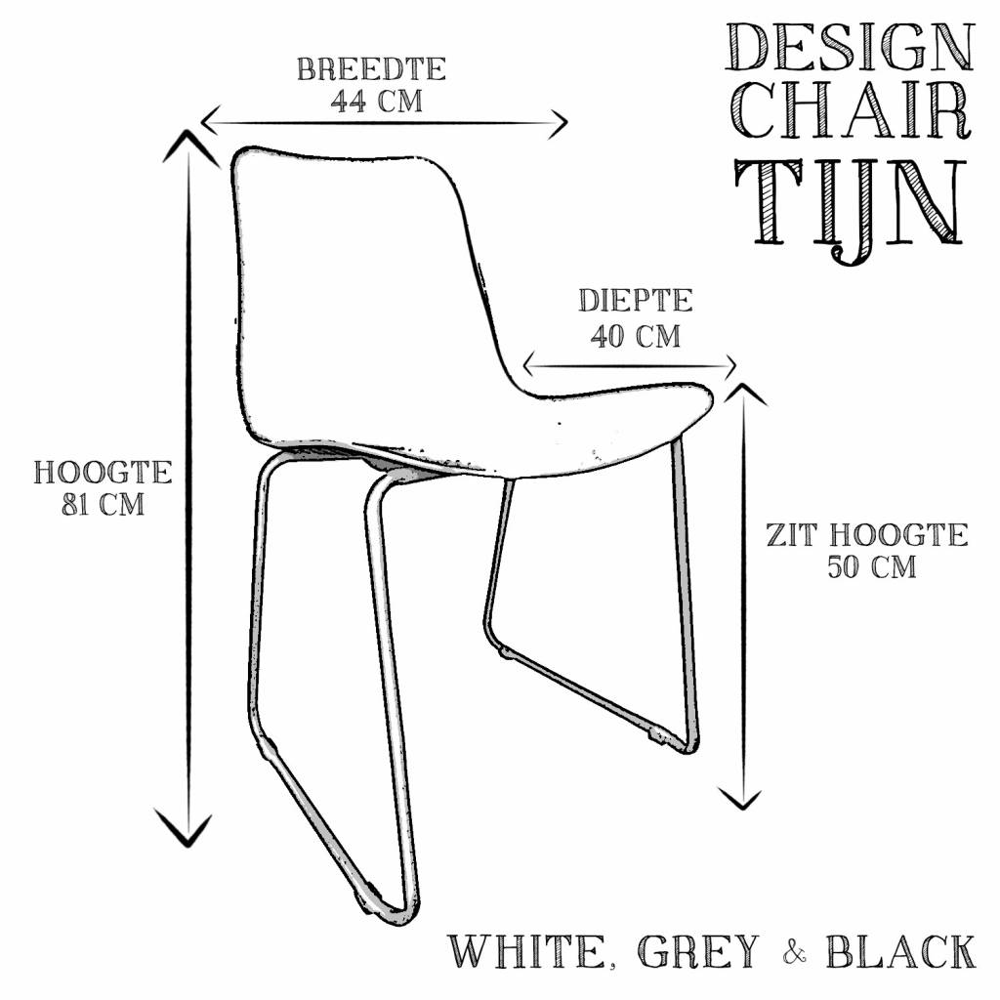 DESIGN
CHAIR
TIJN
BREEDTE
44 CM
DIEPTE
40 CM
HOOGTE
81 CM
ZIT HOOGTE
50 CM
WHITE, GREY & BLACK